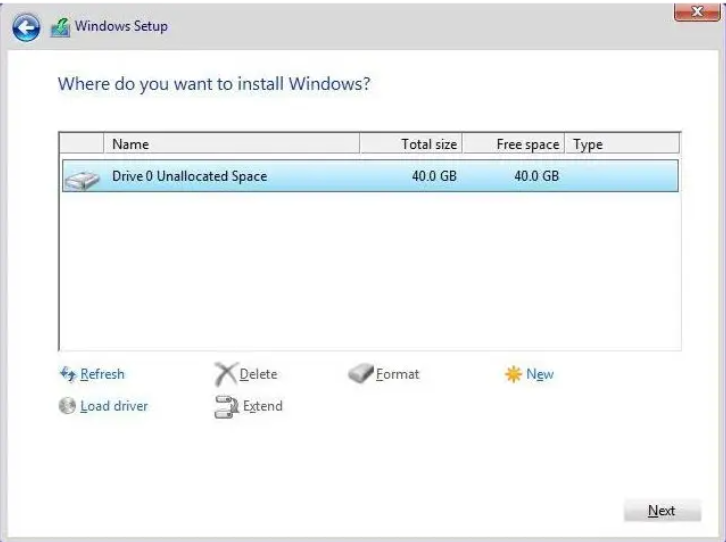 Windows Setup
Where do you want to install Windows?
Name Total size Free space Type
Drive 0 Unallocated Space 40.0 GB 40.0 GB
Refresh Delete Format New
Load driver Extend
Next